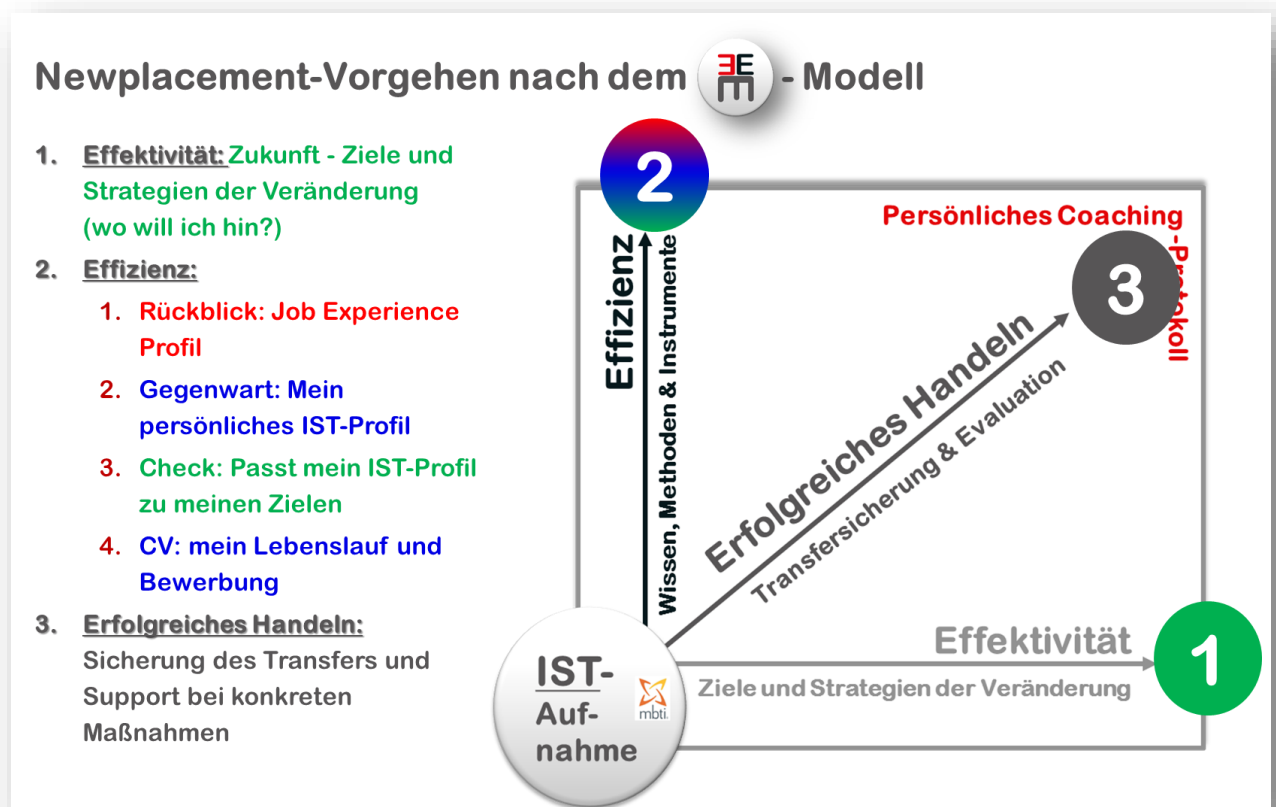 Newplacement-Vorgehen nach dem EEE - Modell
1. Effektivität: Zukunft - Ziele und
Strategien der Veränderung
(wo will ich hin?)
2. Effizienz:
1. Rückblick: Job Experience
Profil
2. Gegenwart: Mein
persönliches IST-Profil
3. Check: Passt mein IST-Profil
zu meinen Zielen
4. CV: mein Lebenslauf und
Bewerbung
3. Erfolgreiches Handeln:
Sicherung des Transfers und
Support bei konkreten
Maßnahmen
2
Effizienz
Wissen, Methoden & Instrumente
Persönliches Coaching
-Protokoll
3
Erfolgreiches Handeln
Transfersicherung & Evaluation
Effektivität
Ziele und Strategien der Veränderung
1
IST-
Auf-
nahme
mbti